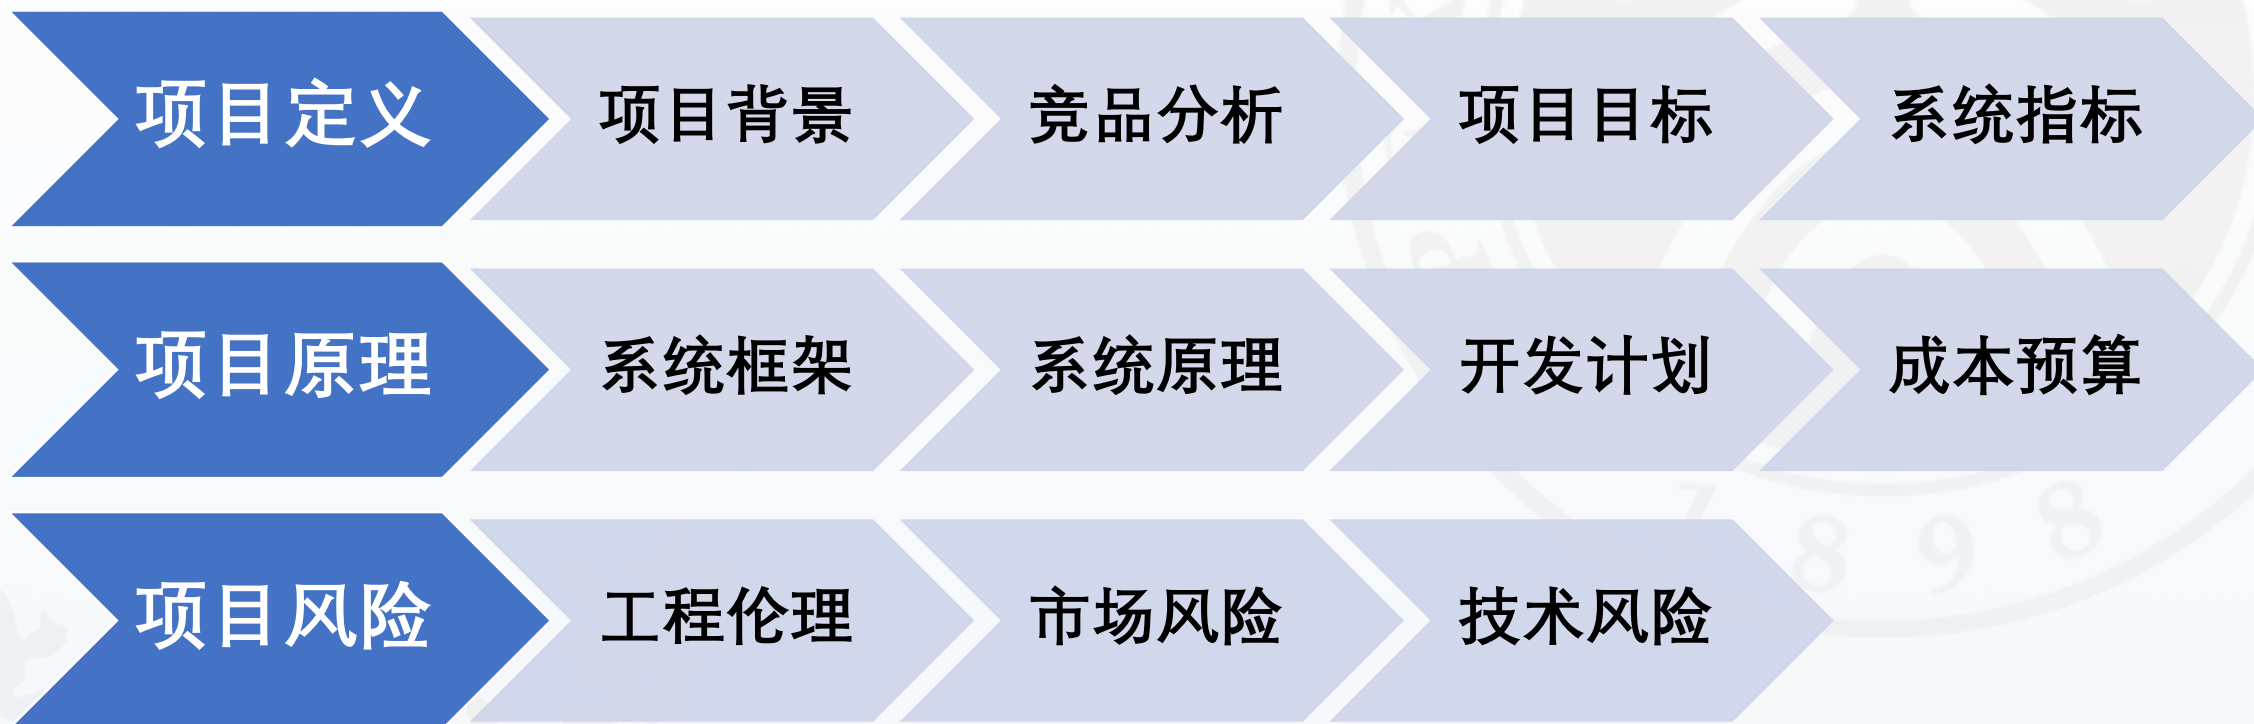 项目定义 项目背景 竞品分析 项目目标 系统指标
项目原理 系统框架 系统原理 开发计划 成本预算
项目风险 工程伦理 市场风险 技术风险
1898